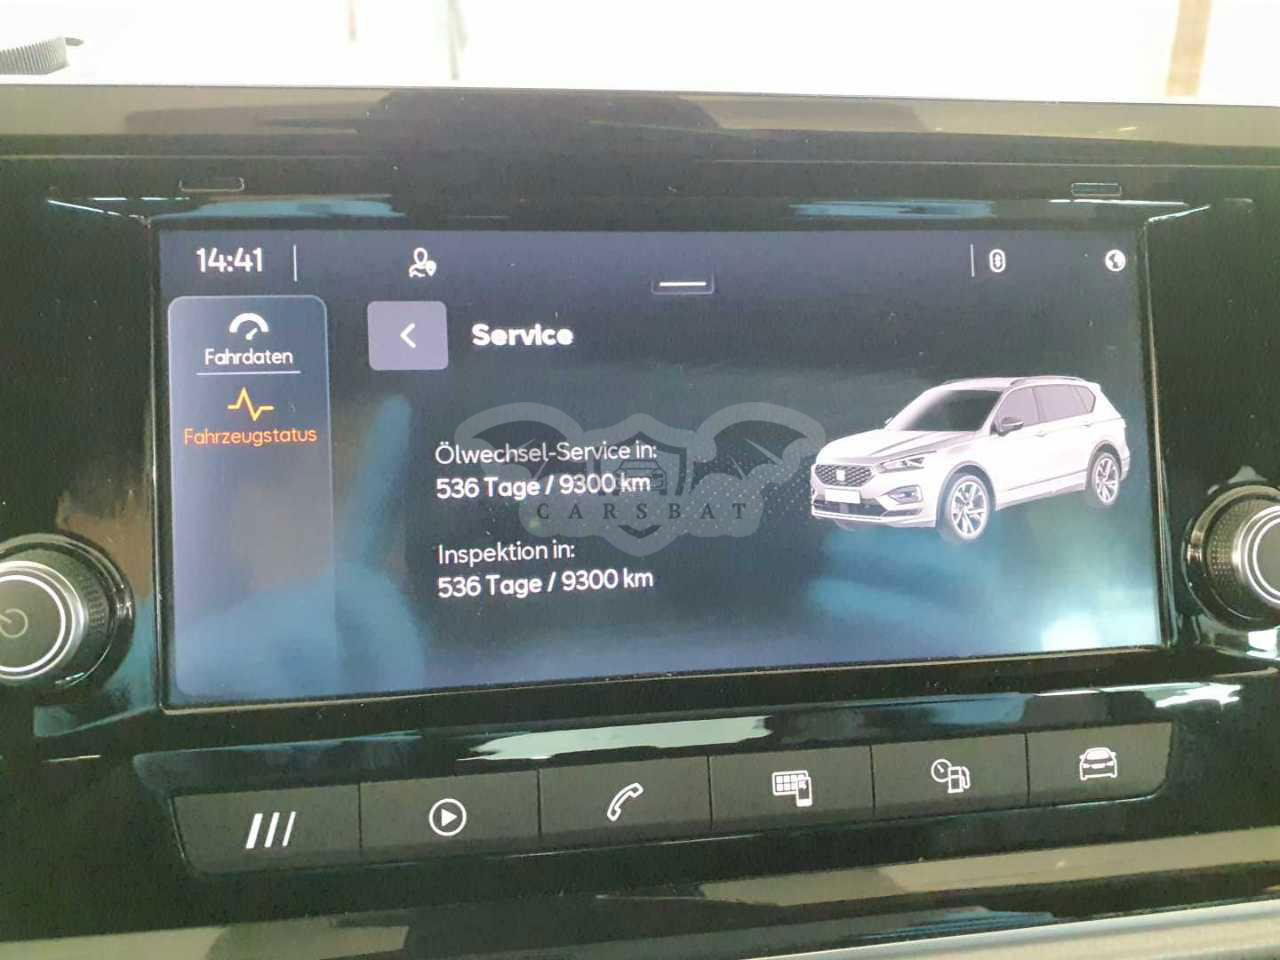 14:41
Fahrdaten
Fahrzeugstatus
Service
Ölwechsel-Service in:
536 Tage / 9300 km
CARSBAT
Inspektion in:
536 Tage / 9300 km